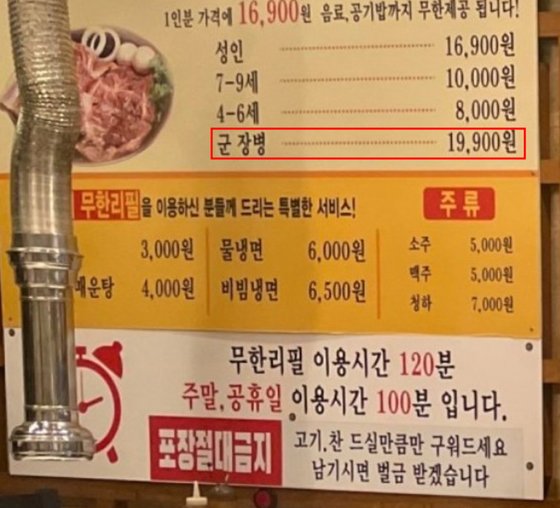 1인분 가격에 16,900원 음료,공기밥까지 무한제공 됩니다!
성인 16,900원
7-9세 10,000원
4-6세 8,000원
군 장병 19,900원
무한리필을 이용하신 분들께 드리는 특별한 서비스!
3,000원 물냉면 6,000원
매운탕 4,000원 비빔냉면 6,500원
주류
소주 5,000원
맥주 5,000원
청하 7,000원
무한리필 이용시간 120분
주말,공휴일 이용시간 100분 입니다.
포장절대금지
고기.찬 드실만큼만 구워드세요
남기시면 벌금 받겠습니다